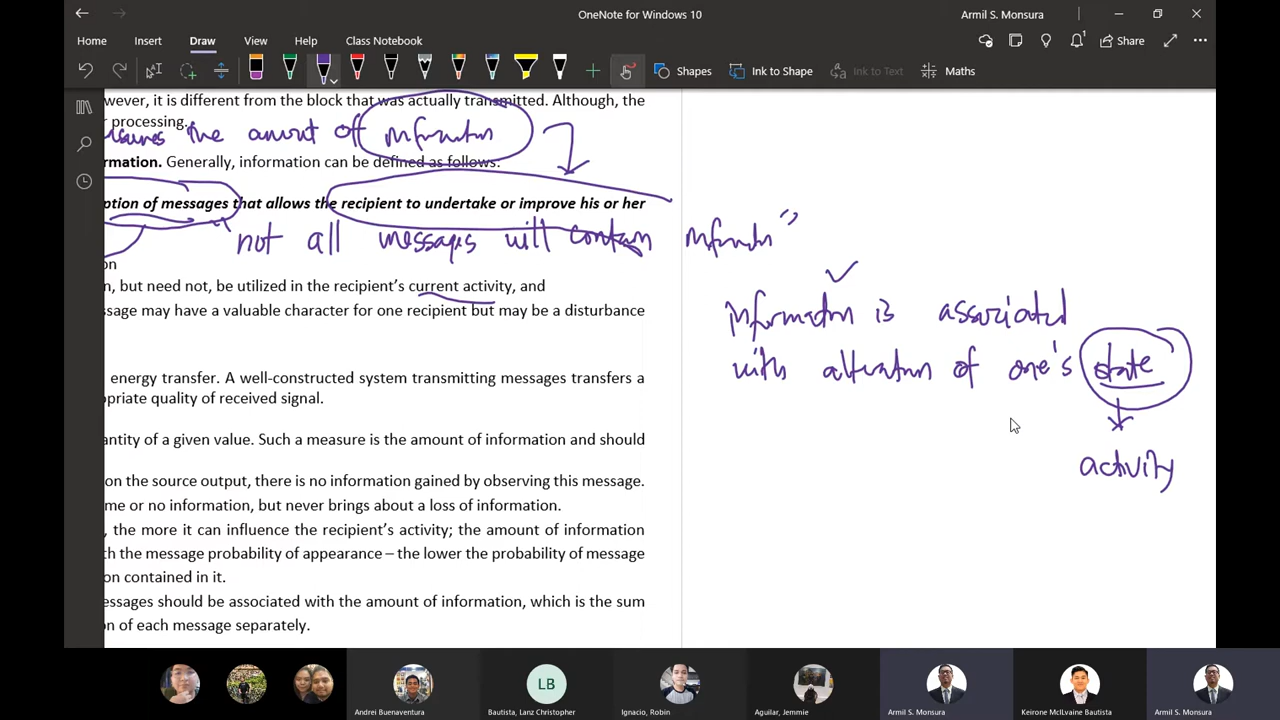 OneNote for Windows 10
Armil S. Monsura
Home Insert Draw View Help Class Notebook
Share
Shapes
Ink to Shape
Ink to Text
Maths
wever, it is different from the block that was actually transmitted. Although, the
r processing.
the amount of information
rmation. Generally, information can be defined as follows:
ption of messages that allows the recipient to undertake or improve his or her
not all messages will contain information"
on
n, but need not, be utilized in the recipient's current activity, and
ssage may have a valuable character for one recipient but may be a disturbance
information is associated
with alteration of one's state
activity
energy transfer. A well-constructed system transmitting messages transfers a
opriate quality of received signal.
antity of a given value. Such a measure is the amount of information and should
on the source output, there is no information gained by observing this message.
me or no information, but never brings about a loss of information.
, the more it can influence the recipient's activity; the amount of information
th the message probability of appearance – the lower the probability of message
on contained in it.
essages should be associated with the amount of information, which is the sum
on of each message separately.
Andrei Buenaventura
LB
Bautista, Lanz Christopher
Ignacio, Robin
Aguilar, Jemmie
Armil S. Monsura
Keirone McIlvaine Bautista
Armil S. Monsura